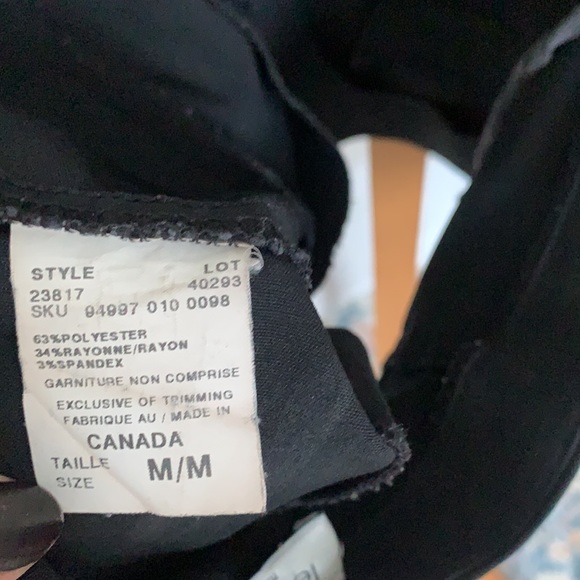 STYLE LOT
23817 40293
SKU 94997 010 0098
63%POLYESTER
34%RAYONNE/RAYON
3%SPANDEX
GARNITURE NON COMPRISE
EXCLUSIVE OF TRIMMING
FABRIQUE AU / MADE IN
CANADA
TAILLE
SIZE M/M